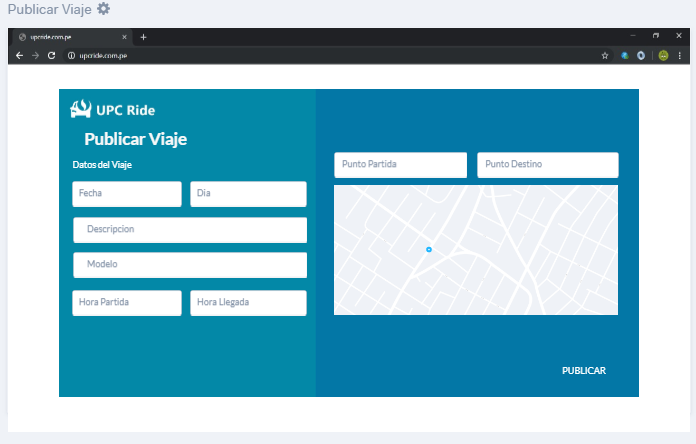 Publicar Viaje
upcride.com.pe
upcride.com.pe
UPC Ride
Publicar Viaje
Datos del Viaje
Fecha
Dia
Descripcion
Modelo
Hora Partida
Hora Llegada
Punto Partida
Punto Destino
PUBLICAR